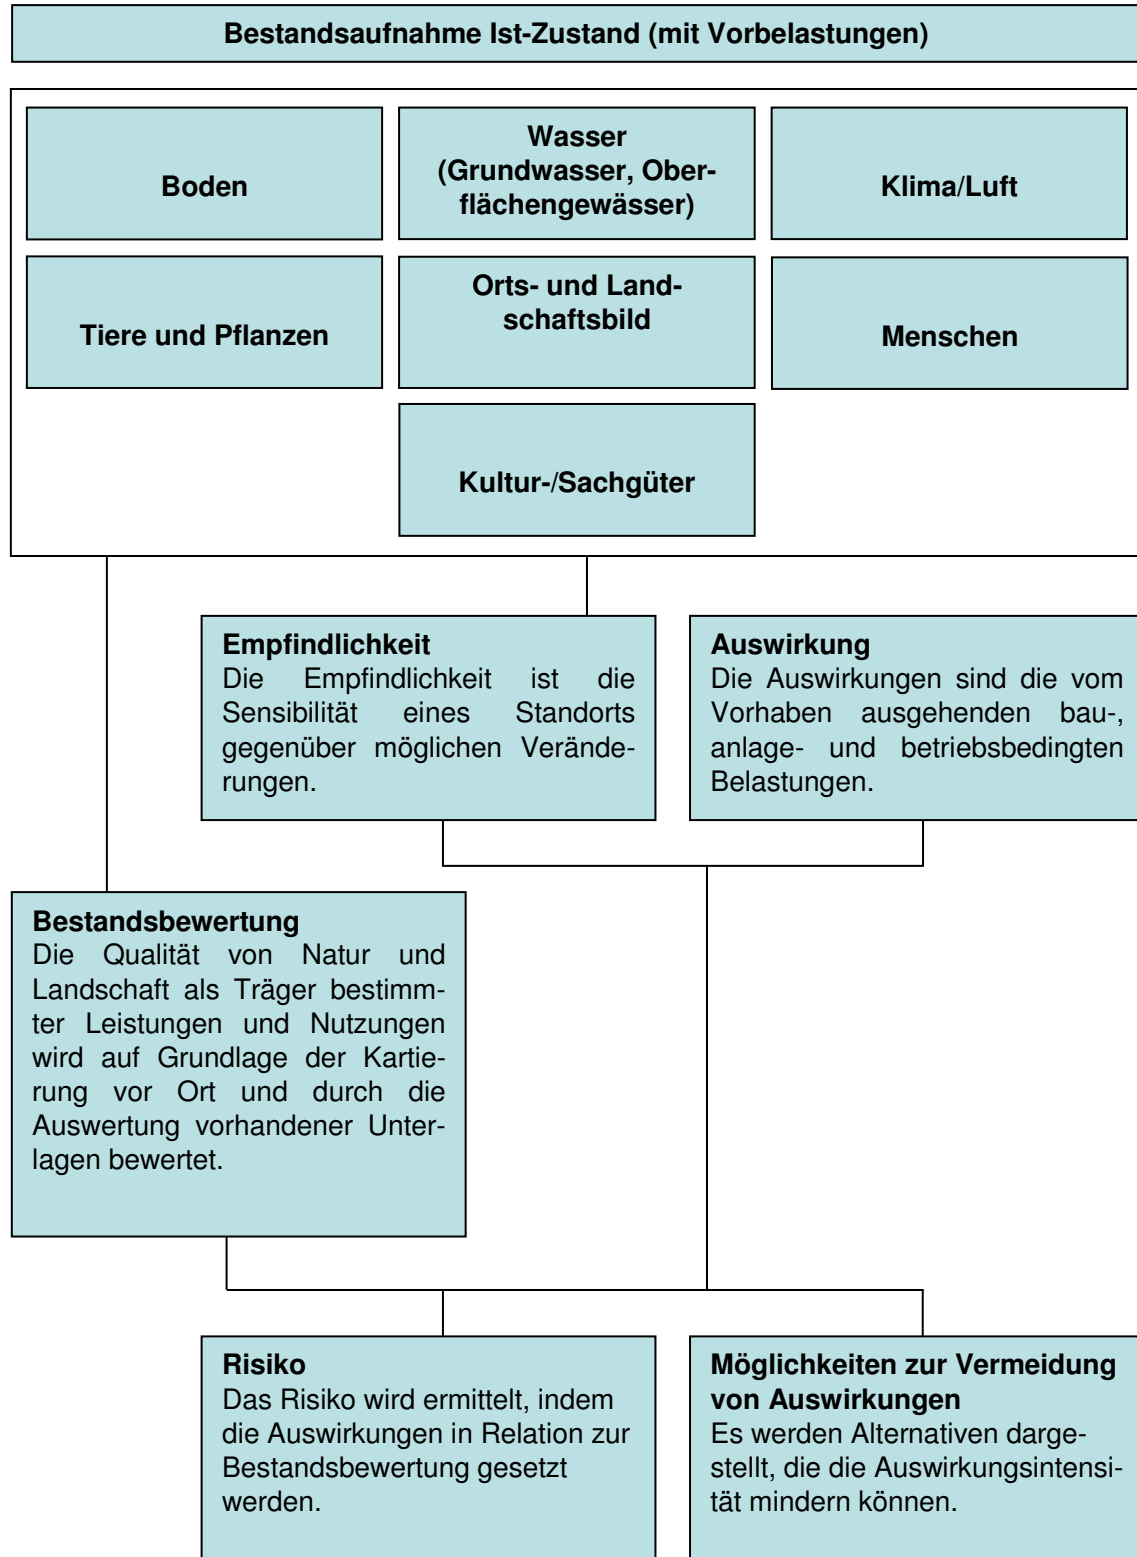 Bestandsaufnahme Ist-Zustand (mit Vorbelastungen)
Boden
Wasser
(Grundwasser, Ober-
flächengewässer)
Klima/Luft
Tiere und Pflanzen
Orts- und Land-
schaftsbild
Menschen
Kultur-/Sachgüter
Empfindlichkeit
Die Empfindlichkeit ist die
Sensibilität eines Standorts
gegenüber möglichen Verände-
rungen.
Auswirkung
Die Auswirkungen sind die vom
Vorhaben ausgehenden bau-,
anlage- und betriebsbedingten
Belastungen.
Bestandsbewertung
Die Qualität von Natur und
Landschaft als Träger bestimm-
ter Leistungen und Nutzungen
wird auf Grundlage der Kartie-
rung vor Ort und durch die
Auswertung vorhandener Unter-
lagen bewertet.
Risiko
Das Risiko wird ermittelt, indem
die Auswirkungen in Relation zur
Bestandsbewertung gesetzt
werden.
Möglichkeiten zur Vermeidung
von Auswirkungen
Es werden Alternativen darge-
stellt, die die Auswirkungsintensi-
tät mindern können.